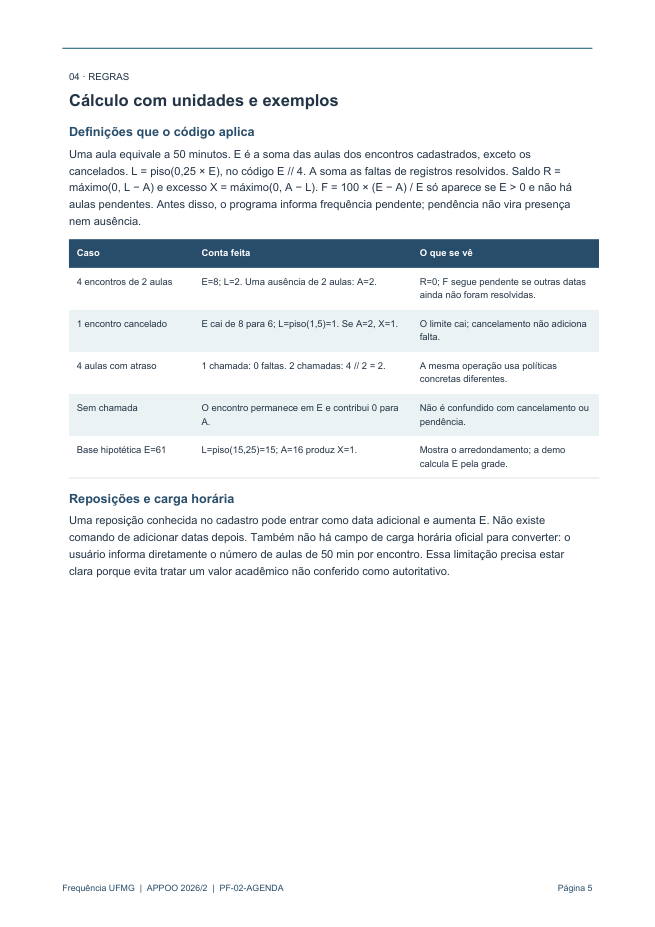 04 · REGRAS
Cálculo com unidades e exemplos
Definições que o código aplica
Uma aula equivale a 50 minutos. E é a soma das aulas dos encontros cadastrados, exceto os
cancelados. L = piso(0,25 × E), no código E // 4. A soma as faltas de registros resolvidos. Saldo R =
máximo(0, L − A) e excesso X = máximo(0, A − L). F = 100 × (E − A) / E só aparece se E > 0 e não há
aulas pendentes. Antes disso, o programa informa frequência pendente; pendência não vira presença
nem ausência.
Caso Conta feita O que se vê
4 encontros de 2 aulas E=8; L=2. Uma ausência de 2 aulas: A=2. R=0; F segue pendente se outras datas
ainda não foram resolvidas.
1 encontro cancelado E cai de 8 para 6; L=piso(1,5)=1. Se A=2, X=1. O limite cai; cancelamento não adiciona
falta.
4 aulas com atraso 1 chamada: 0 faltas. 2 chamadas: 4 // 2 = 2. A mesma operação usa políticas
concretas diferentes.
Sem chamada O encontro permanece em E e contribui 0 para Não é confundido com cancelamento ou
A. pendência.
Base hipotética E=61 L=piso(15,25)=15; A=16 produz X=1. Mostra o arredondamento; a demo
calcula E pela grade.
Reposições e carga horária
Uma reposição conhecida no cadastro pode entrar como data adicional e aumenta E. Não existe
comando de adicionar datas depois. Também não há campo de carga horária oficial para converter: o
usuário informa diretamente o número de aulas de 50 min por encontro. Essa limitação precisa estar
clara porque evita tratar um valor acadêmico não conferido como autoritativo.
Frequência UFMG | APPOO 2026/2 | PF-02-AGENDA Página 5